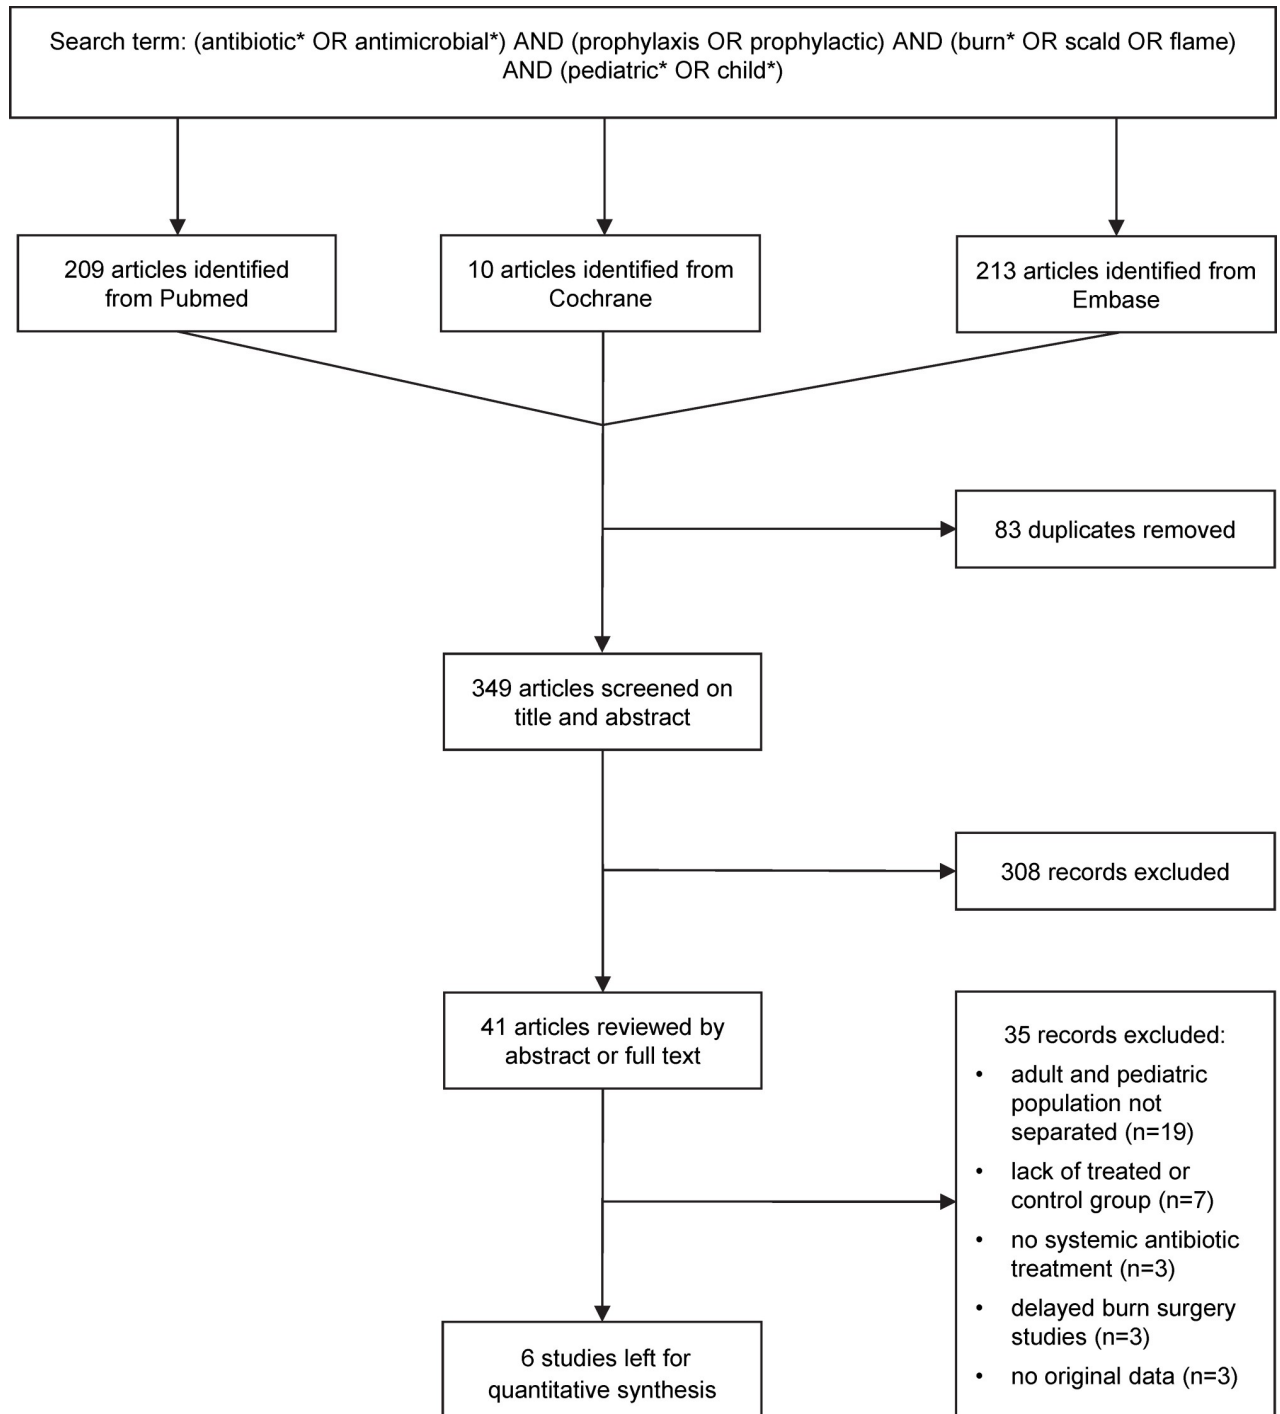 Search term: (antibiotic* OR antimicrobial*) AND (prophylaxis OR prophylactic) AND (burn* OR scald OR flame)
AND (pediatric* OR child*)
209 articles identified
from Pubmed
10 articles identified from
Cochrane
213 articles identified from
Embase
83 duplicates removed
349 articles screened on
title and abstract
308 records excluded
41 articles reviewed by
abstract or full text
35 records excluded:
• adult and pediatric
population not
separated (n=19)
• lack of treated or
control group (n=7)
• no systemic antibiotic
treatment (n=3)
• delayed burn surgery
studies (n=3)
• no original data (n=3)
6 studies left for
quantitative synthesis